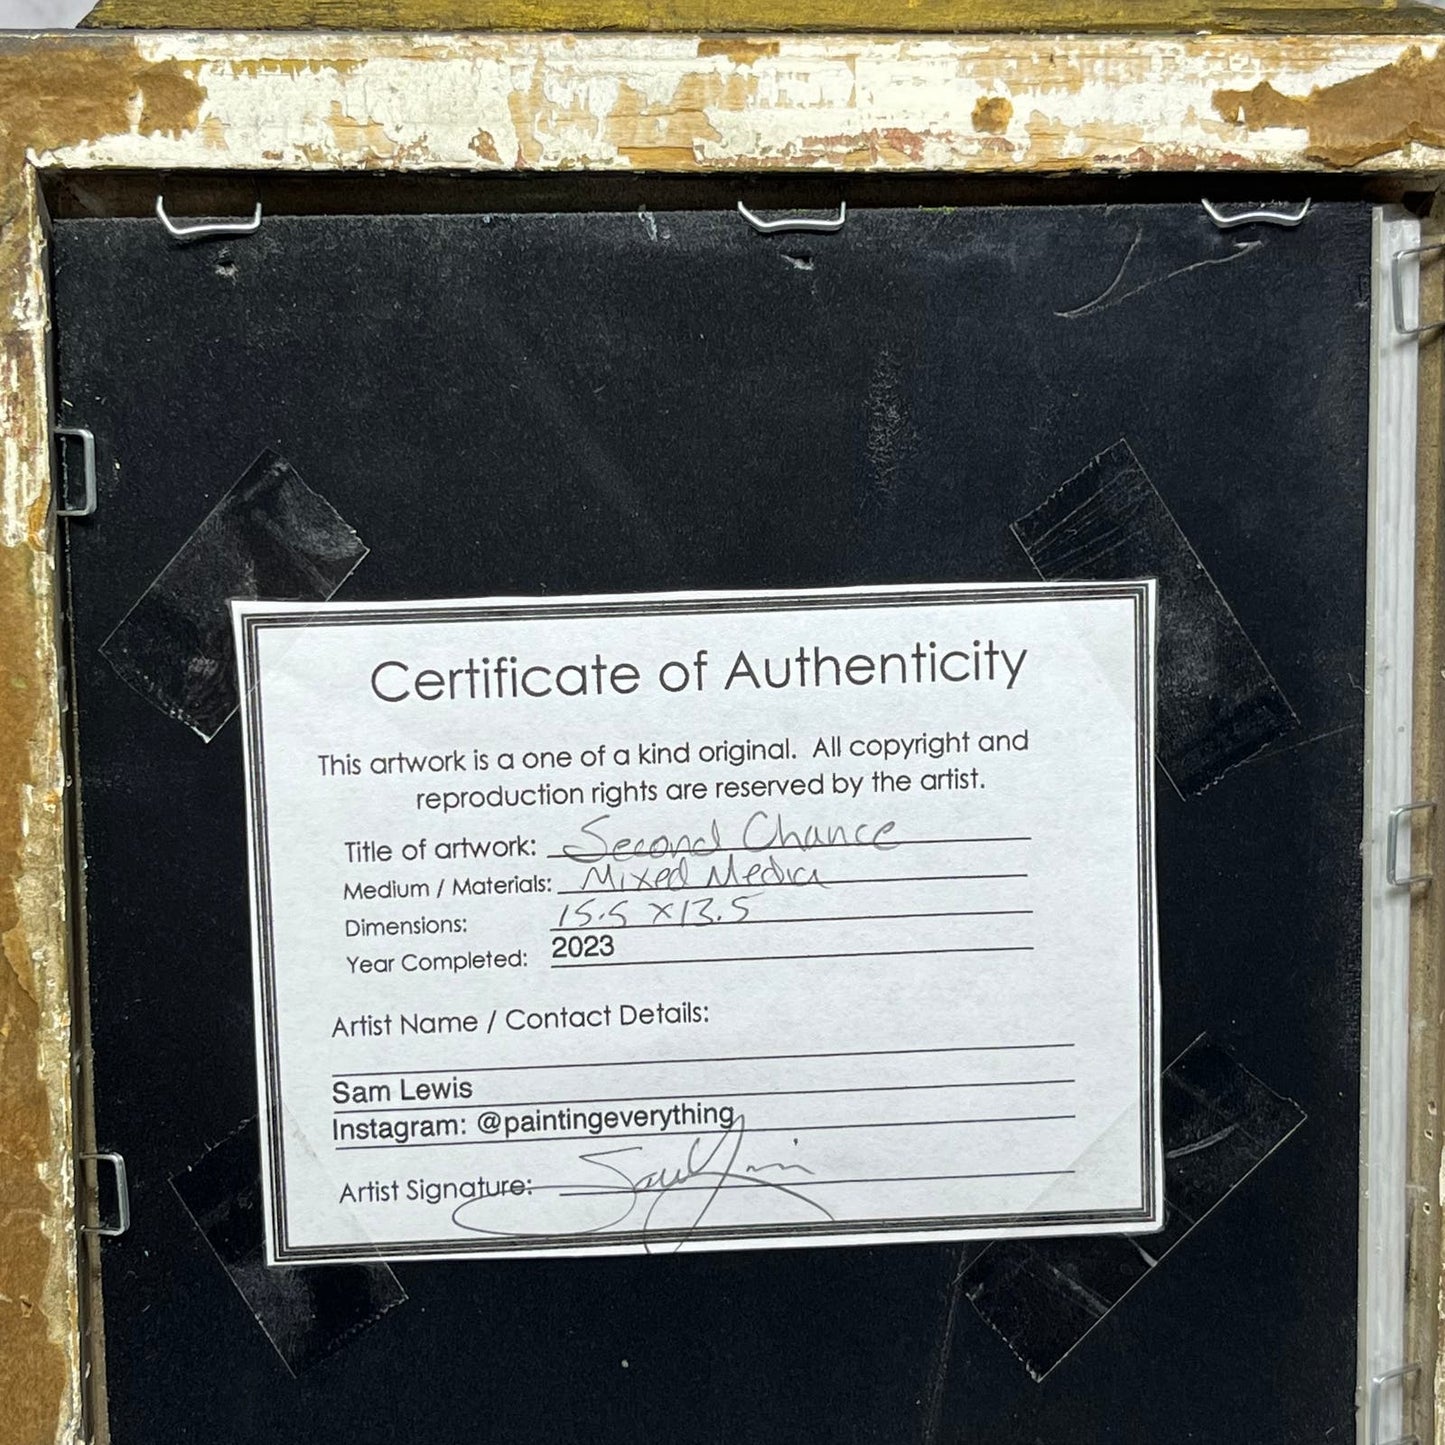 Certificate of Authenticity
This artwork is a one of a kind original. All copyright and
reproduction rights are reserved by the artist.
Title of artwork: Second Chance
Medium / Materials: Mixed Media
Dimensions: 15.5 x 13.5
Year Completed: 2023
Artist Name / Contact Details:
Sam Lewis
Instagram: @paintingeverything
Artist Signature: